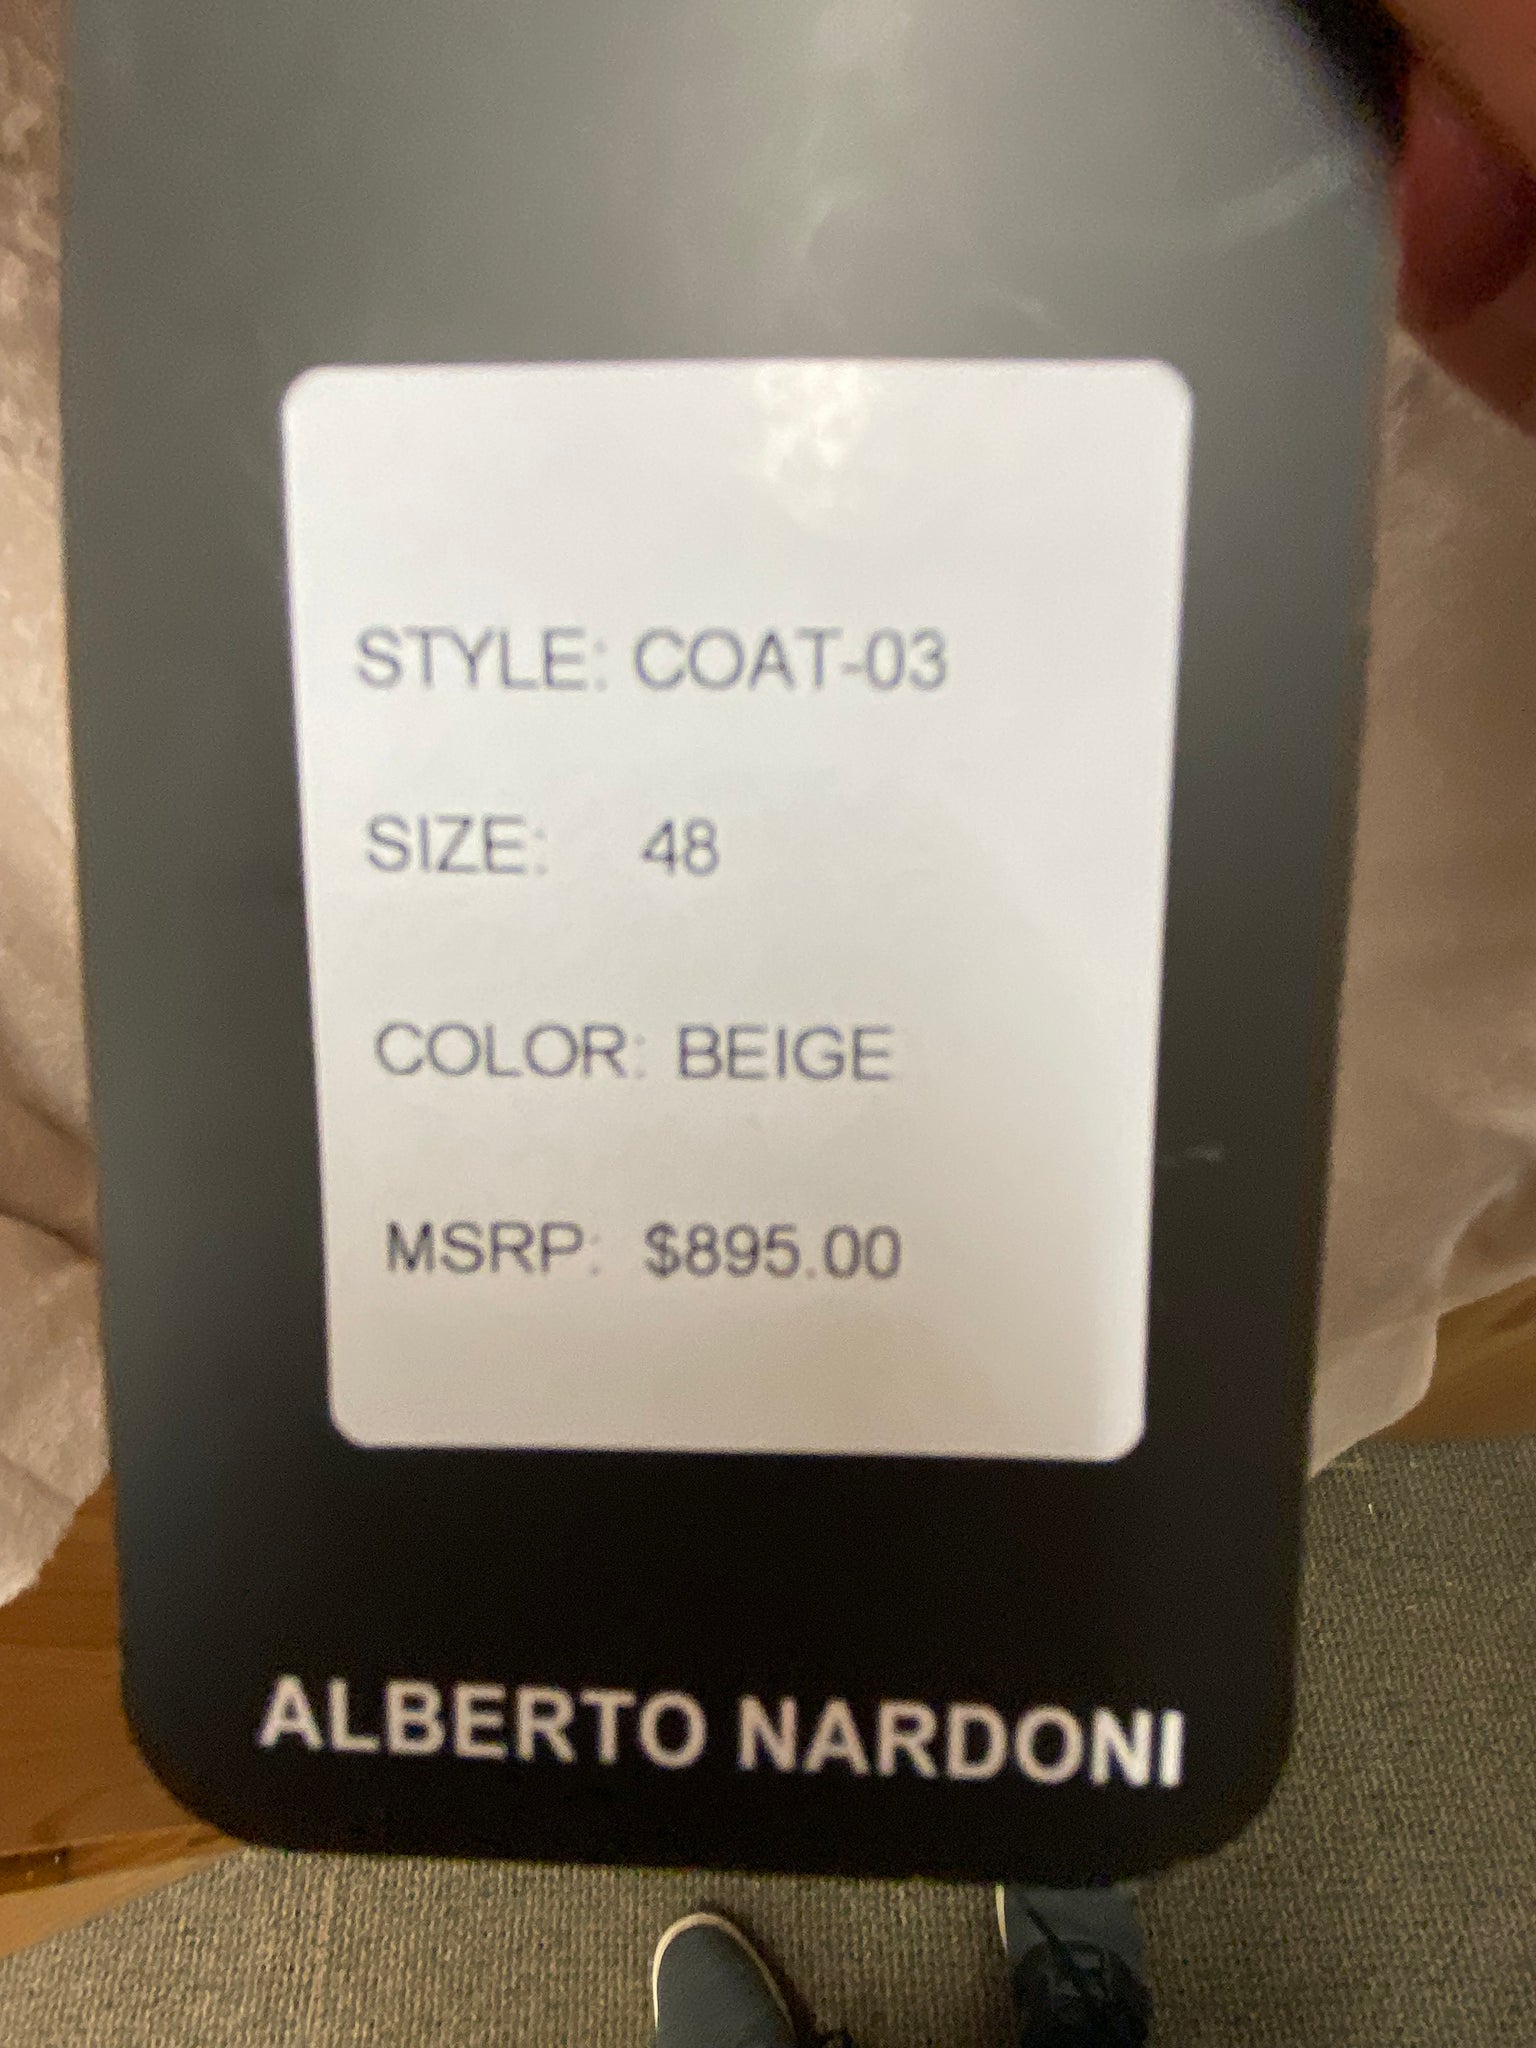 STYLE: COAT-03
SIZE: 48
COLOR: BEIGE
MSRP: $895.00
ALBERTO NARDONI